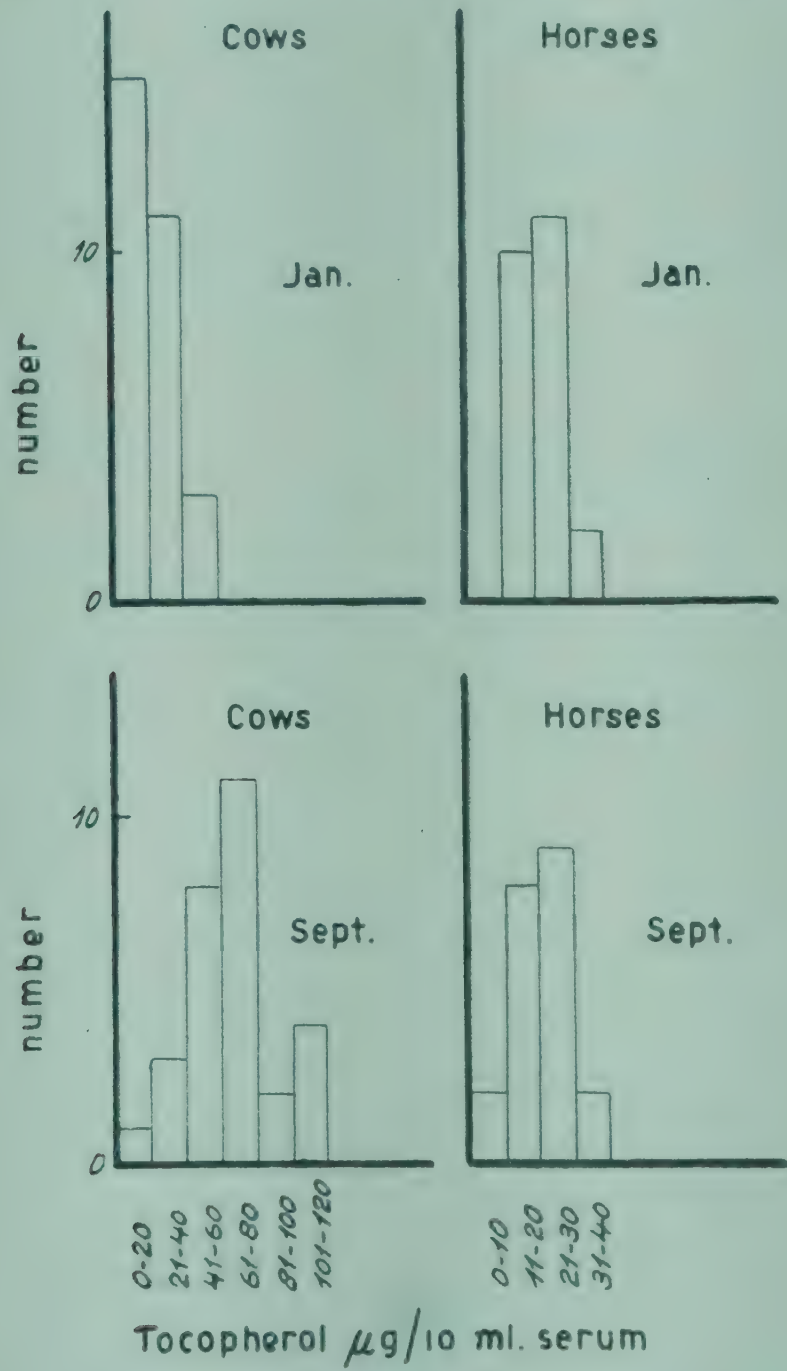 Cows Horses
10
Jan. Jan.
number
0
Cows Horses
10
Sept. Sept.
number
0
0-20 21-40 41-60 61-80 81-100 101-120 0-10 11-20 21-30 31-40
Tocopherol μg/10 ml. serum